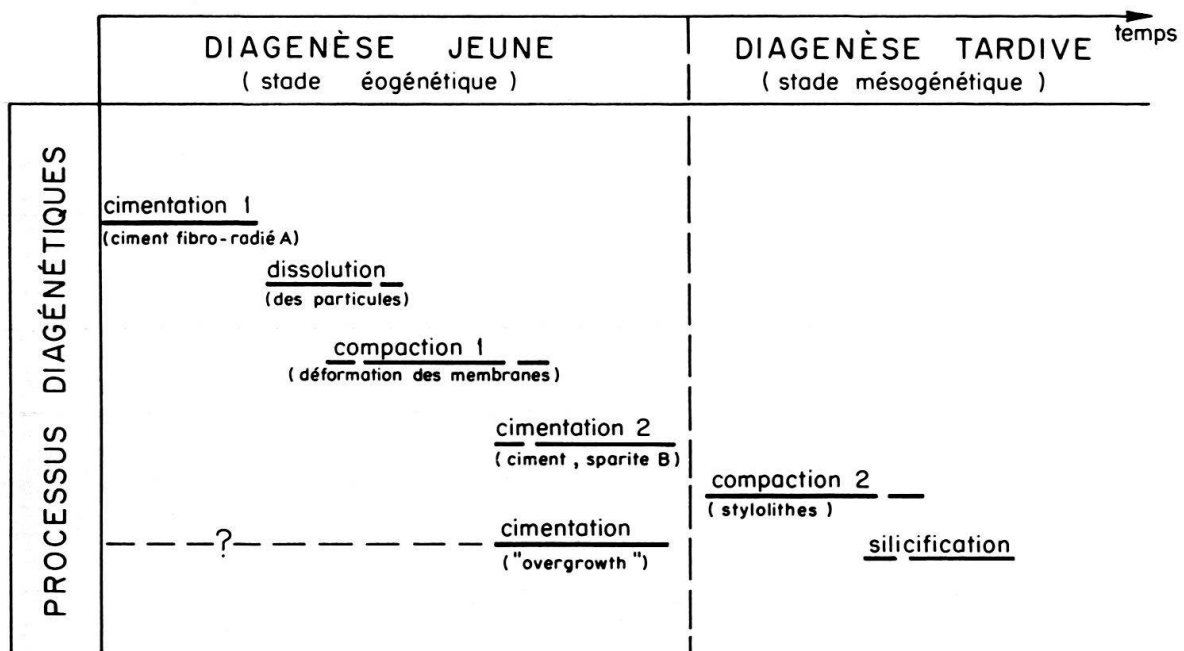 temps
DIAGENÈSE JEUNE
( stade éogénétique )
DIAGENÈSE TARDIVE
( stade mésogénétique )
PROCESSUS DIAGÉNÉTIQUES
cimentation 1
(ciment fibro-radié A)
dissolution
(des particules)
compaction 1
(déformation des membranes)
cimentation 2
(ciment , sparite B)
compaction 2
( stylolithes )
?
cimentation
("overgrowth")
silicification